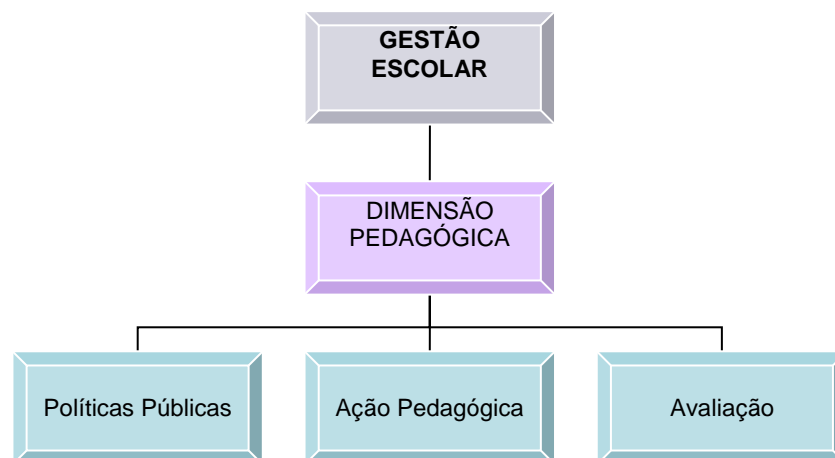 GESTÃO
ESCOLAR
DIMENSÃO
PEDAGÓGICA
Políticas Públicas
Ação Pedagógica
Avaliação